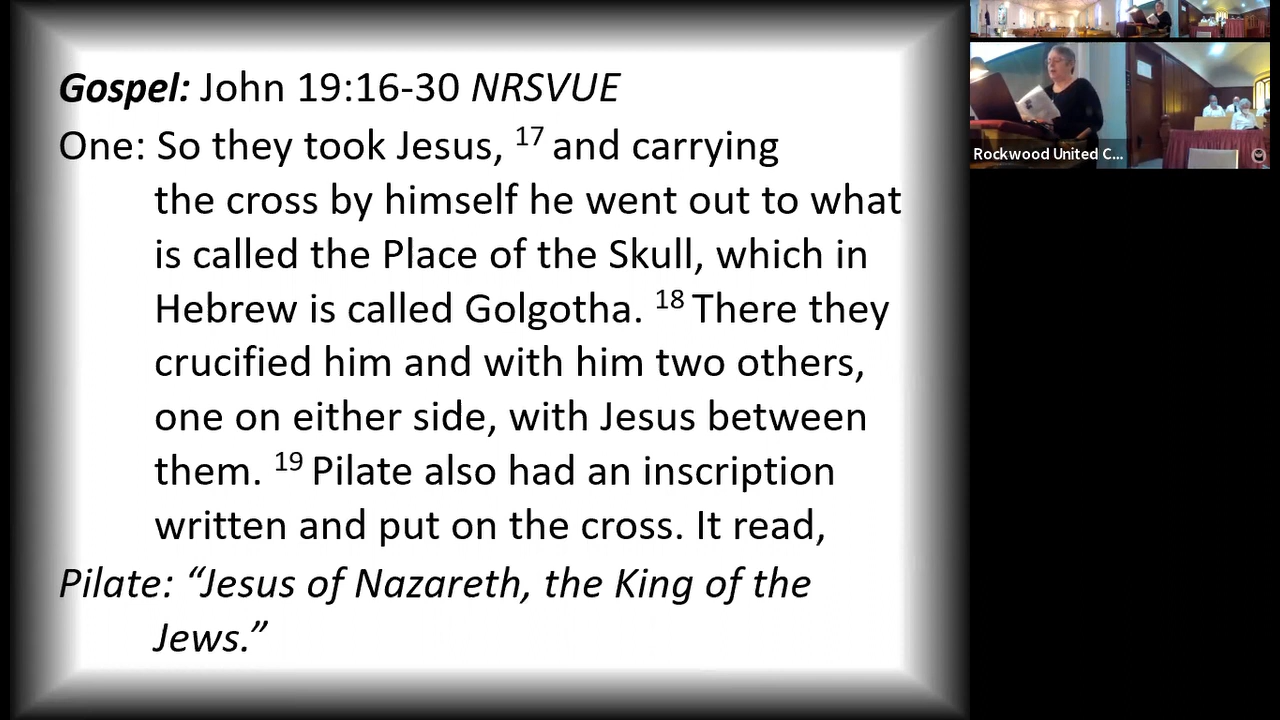 Gospel: John 19:16-30 NRSVUE
One: So they took Jesus, 17 and carrying
the cross by himself he went out to what
is called the Place of the Skull, which in
Hebrew is called Golgotha. 18 There they
crucified him and with him two others,
one on either side, with Jesus between
them. 19 Pilate also had an inscription
written and put on the cross. It read,
Pilate: “Jesus of Nazareth, the King of the
Jews.”
Rockwood United C...